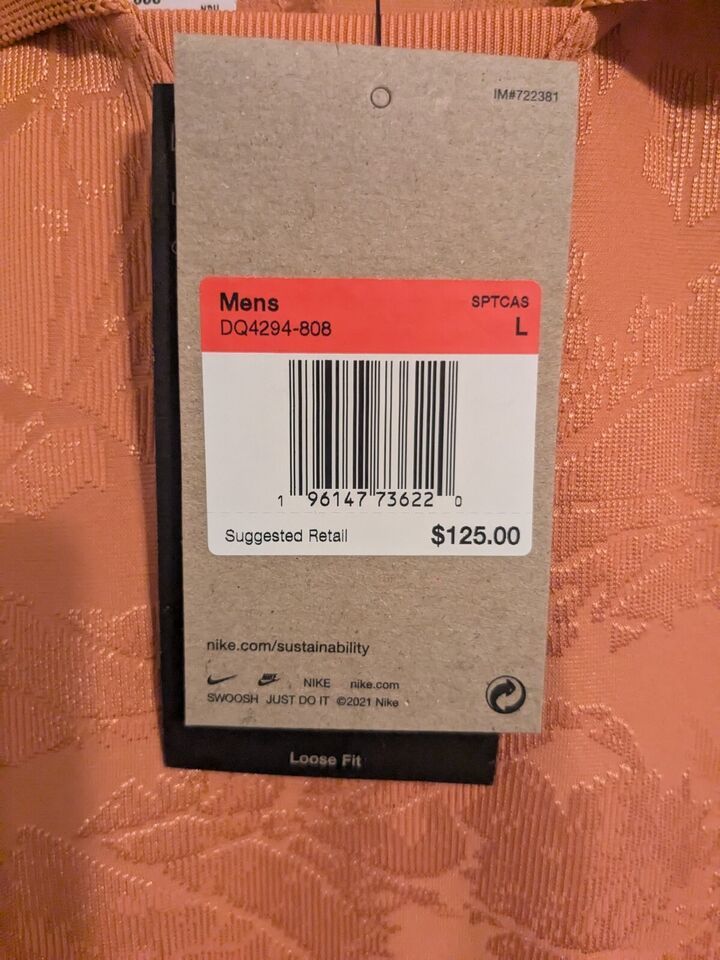 IM#722381
Mens
SPTCAS
DQ4294-808
L
1 96147 73622 0
Suggested Retail
$125.00
nike.com/sustainability
NIKE nike.com
SWOOSH JUST DO IT ©2021 Nike
Loose Fit